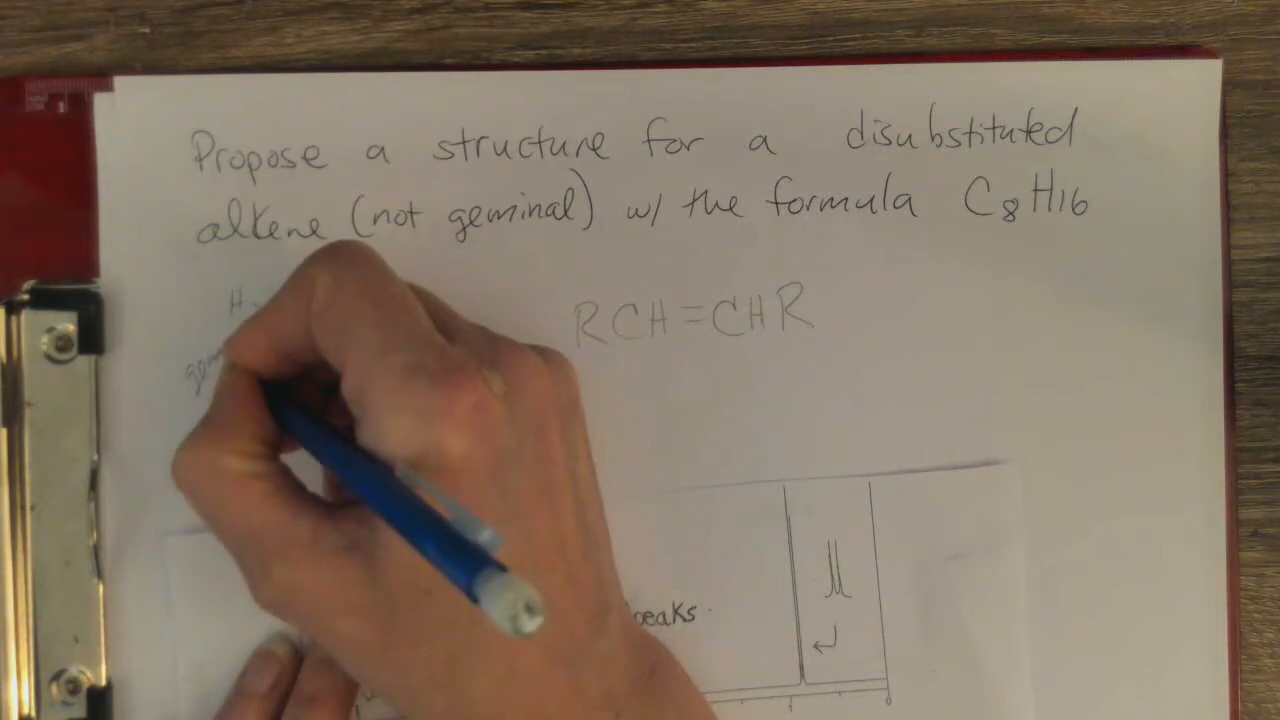 Propose a structure for a disubstituted
alkene (not geminal) w/ the formula C8H16
H
RCH=CHR
peaks